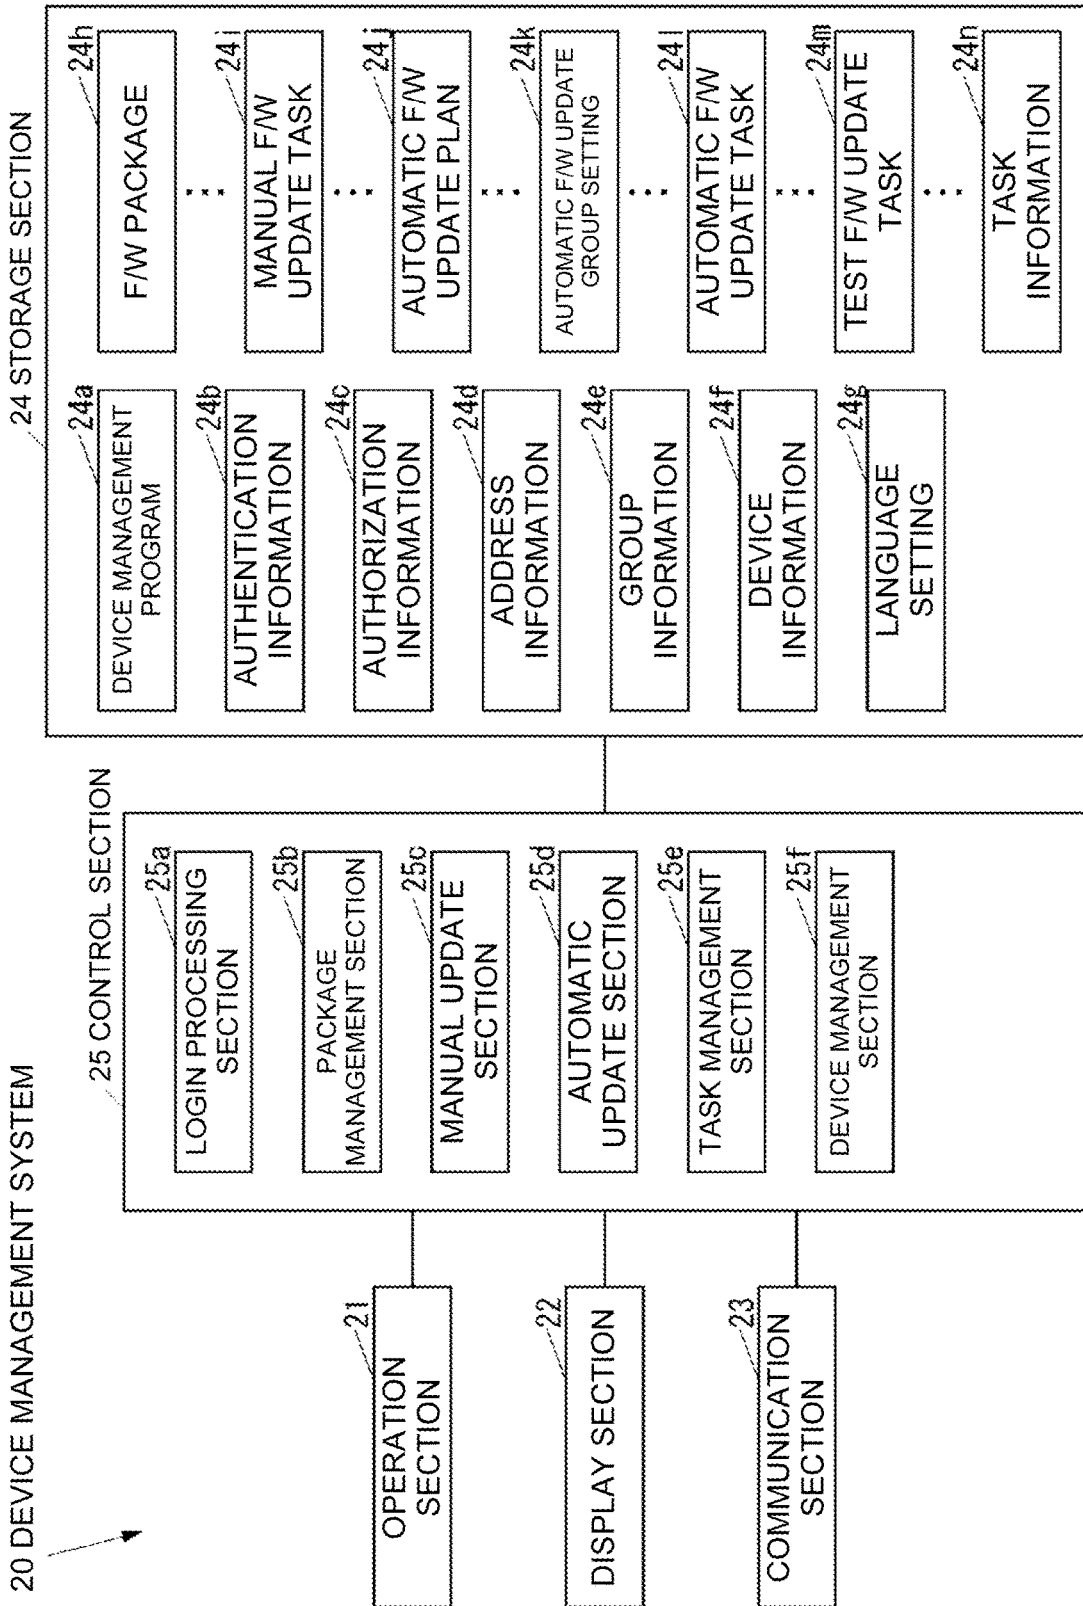 20 DEVICE MANAGEMENT SYSTEM
21
OPERATION
SECTION
22
DISPLAY SECTION
23
COMMUNICATION
SECTION
25 CONTROL SECTION
25a
LOGIN PROCESSING
SECTION
25b
PACKAGE
MANAGEMENT SECTION
25c
MANUAL UPDATE
SECTION
25d
AUTOMATIC
UPDATE SECTION
25e
TASK MANAGEMENT
SECTION
25f
DEVICE MANAGEMENT
SECTION
24 STORAGE SECTION
24a
DEVICE MANAGEMENT
PROGRAM
24b
AUTHENTICATION
INFORMATION
24c
AUTHORIZATION
INFORMATION
24d
ADDRESS
INFORMATION
24e
GROUP
INFORMATION
24f
DEVICE
INFORMATION
24g
LANGUAGE
SETTING
24h
F/W PACKAGE
24i
MANUAL F/W
UPDATE TASK
24j
AUTOMATIC F/W
UPDATE PLAN
24k
AUTOMATIC F/W UPDATE
GROUP SETTING
24l
AUTOMATIC F/W
UPDATE TASK
24m
TEST F/W UPDATE
TASK
24n
TASK
INFORMATION